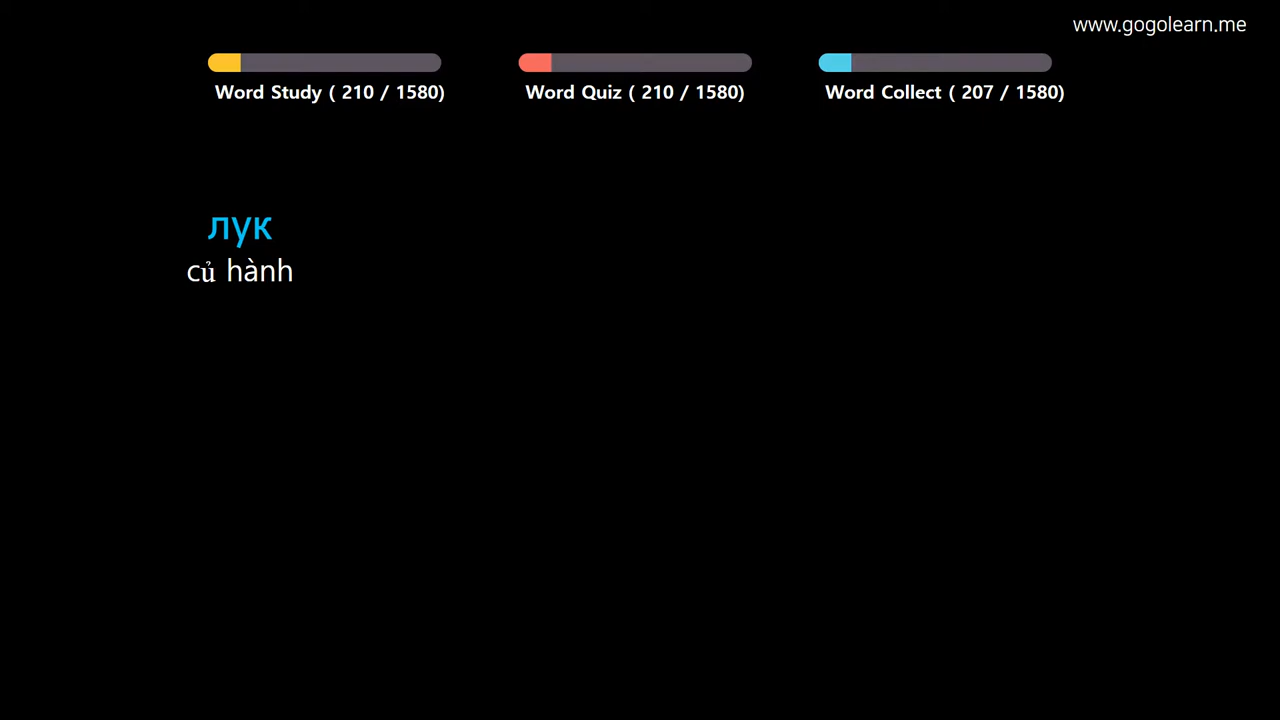 www.gogolearn.me
Word Study ( 210 / 1580)
Word Quiz ( 210 / 1580)
Word Collect ( 207 / 1580)
лук
củ hành